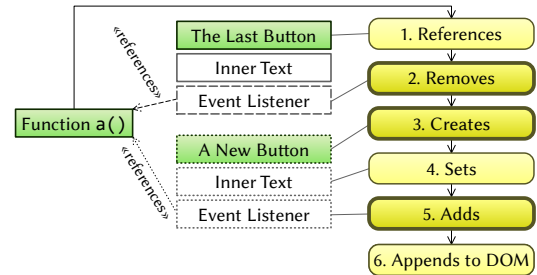 «references»
The Last Button
1. References
Inner Text
2. Removes
Event Listener
Function a()
3. Creates
A New Button
«references»
Inner Text
4. Sets
Event Listener
5. Adds
6. Appends to DOM